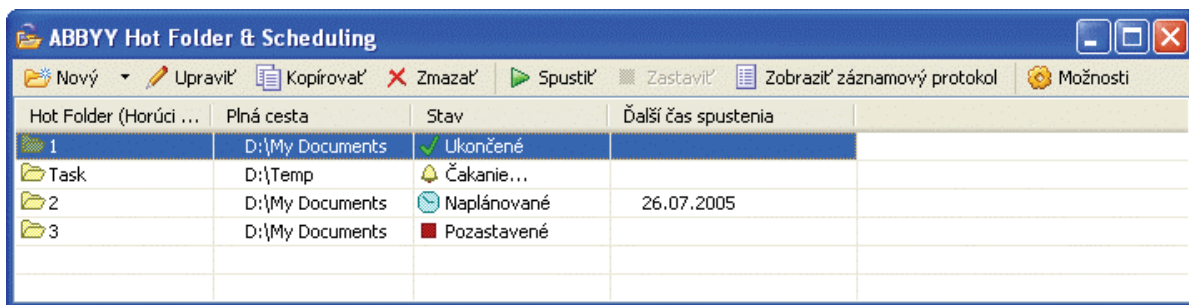 ABBYY Hot Folder & Scheduling
Nový Upraviť Kopírovať Zmazať Spustiť Zastaviť Zobraziť záznamový protokol Možnosti
Hot Folder (Horúci ... Plná cesta Stav Ďalší čas spustenia
1 D:\My Documents Ukončené
Task D:\Temp Čakanie...
2 D:\My Documents Naplánované 26.07.2005
3 D:\My Documents Pozastavené